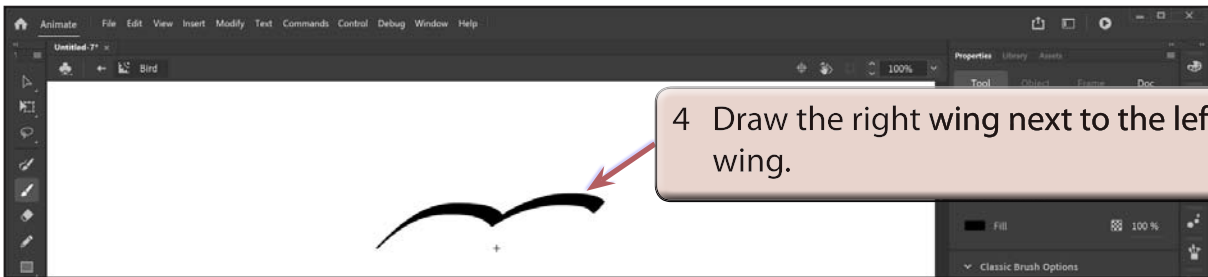 Animate File Edit View Insert Modify Text Commands Control Debug Window Help
Untitled-7* ×
Bird 100%
Properties Library Assets
Tool Object Frame Doc
4 Draw the right wing next to the lef
wing.
Fill 100 %
Classic Brush Options